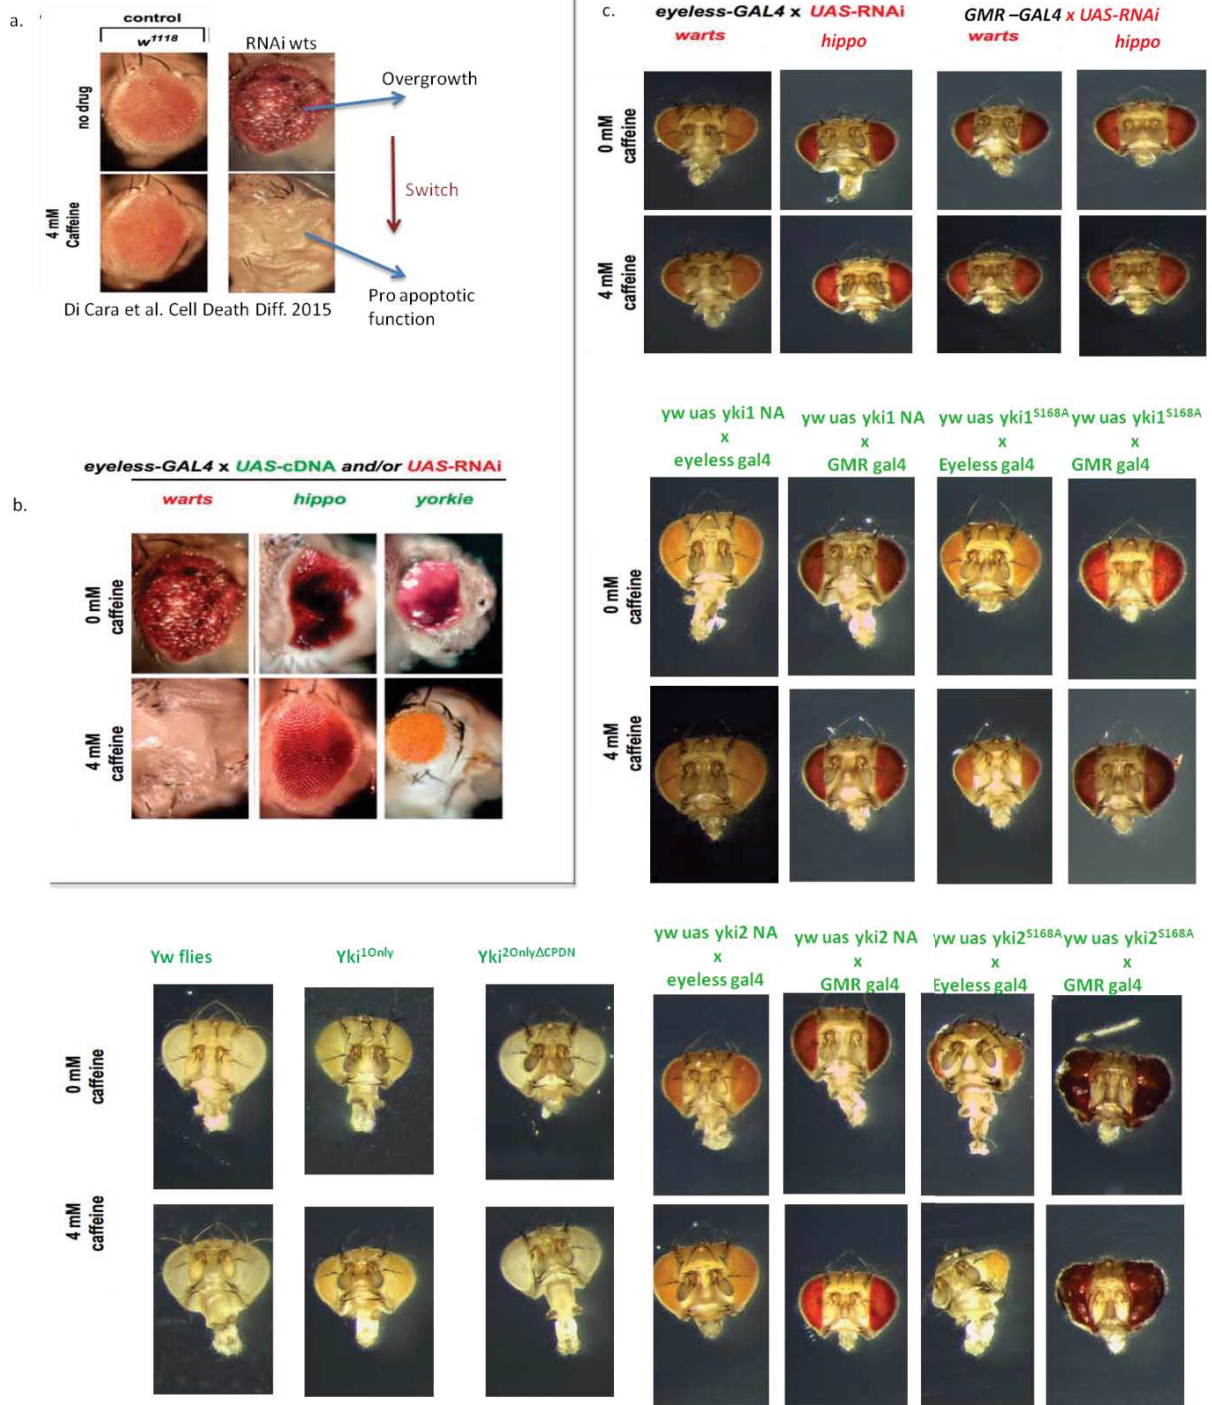 a.
control
w1118
RNAi wts
no drug
Overgrowth
Switch
4 mM
Caffeine
Pro apoptotic
function
Di Cara et al. Cell Death Diff. 2015
b.
eyeless-GAL4 x UAS-cDNA and/or UAS-RNAi
warts hippo yorkie
0 mM
caffeine
4 mM
caffeine
c.
eyeless-GAL4 x UAS-RNAi
warts hippo
GMR –GAL4 x UAS-RNAi
warts hippo
0 mM
caffeine
4 mM
caffeine
yw uas yki1 NA
x
eyeless gal4
yw uas yki1 NA
x
GMR gal4
yw uas yki1S168A
x
Eyeless gal4
yw uas yki1S168A
x
GMR gal4
0 mM
caffeine
4 mM
caffeine
Yw flies
Yki1Only
Yki2OnlyΔCPDN
0 mM
caffeine
4 mM
caffeine
yw uas yki2 NA
x
eyeless gal4
yw uas yki2 NA
x
GMR gal4
yw uas yki2S168A
x
Eyeless gal4
yw uas yki2S168A
x
GMR gal4